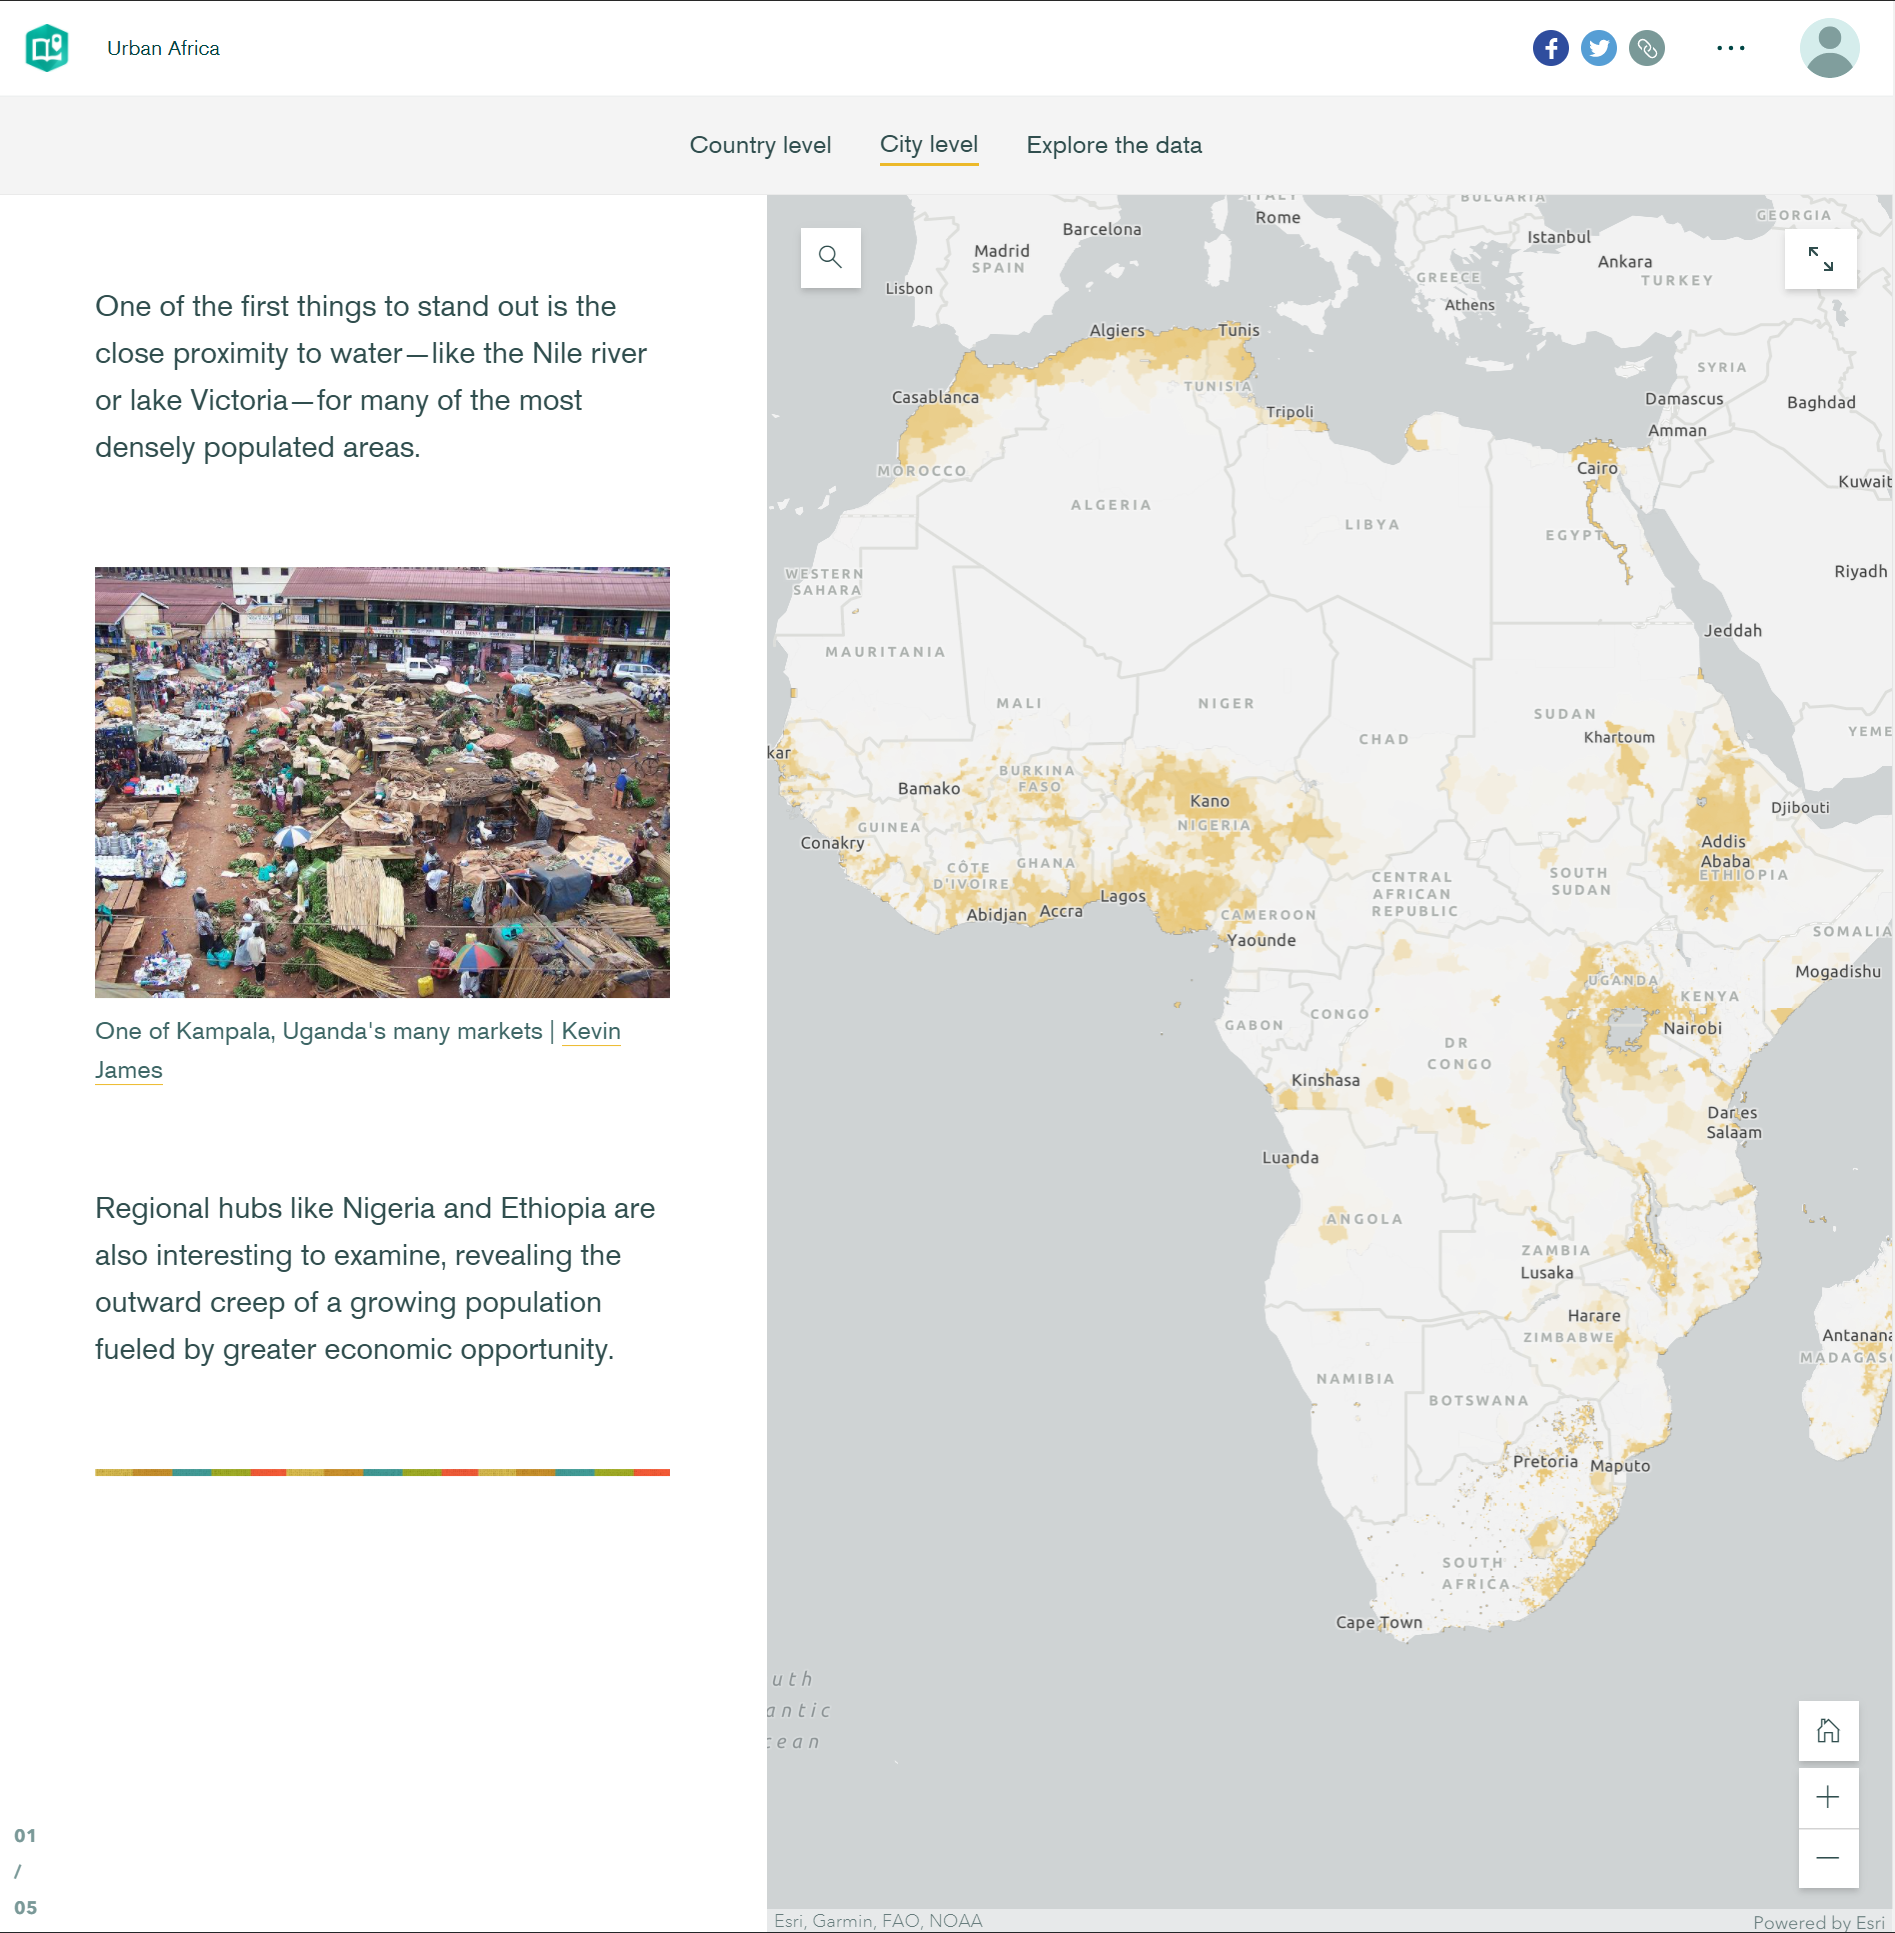 Urban Africa
Country level
City level
Explore the data
One of the first things to stand out is the
close proximity to water—like the Nile river
or lake Victoria—for many of the most
densely populated areas.
One of Kampala, Uganda's many markets | Kevin
James
Regional hubs like Nigeria and Ethiopia are
also interesting to examine, revealing the
outward creep of a growing population
fueled by greater economic opportunity.
01
/
05
ITALY
BULGARIA
Rome
GEORGIA
Barcelona
Istanbul
Madrid
SPAIN
Ankara
TURKEY
GREECE
Lisbon
Athens
Algiers
Tunis
SYRIA
TUNISIA
Casablanca
Damascus
Baghdad
Tripoli
Amman
MOROCCO
Cairo
Kuwait
ALGERIA
LIBYA
EGYPT
WESTERN
SAHARA
Riyadh
Jeddah
MAURITANIA
MALI
NIGER
SUDAN
CHAD
Khartoum
YEME
kar
BURKINA
FASO
Bamako
Kano
NIGERIA
Djibouti
GUINEA
Conakry
Addis
Ababa
ETHIOPIA
CÔTE
D'IVOIRE
GHANA
SOUTH
SUDAN
CENTRAL
AFRICAN
REPUBLIC
Lagos
Abidjan
Accra
CAMEROON
Yaounde
SOMALIA
Mogadishu
UGANDA
KENYA
CONGO
GABON
Nairobi
DR
CONGO
Kinshasa
Dar es
Salaam
Luanda
ANGOLA
ZAMBIA
Lusaka
Harare
ZIMBABWE
Antanana
MADAGASC
NAMIBIA
BOTSWANA
Pretoria
Maputo
SOUTH
AFRICA
Cape Town
uth
antic
cean
Esri, Garmin, FAO, NOAA
Powered by Esri